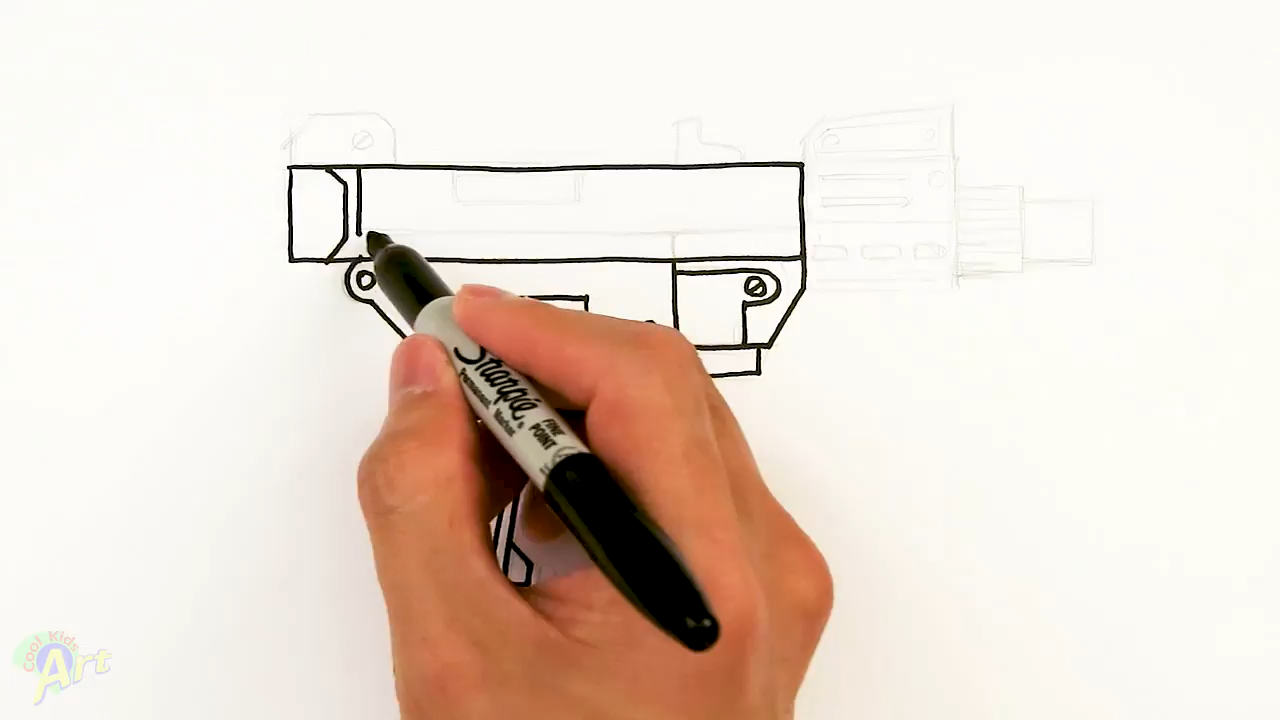 Sharpie
Permanent Marker
FINE
POINT
Cool Kids
Art